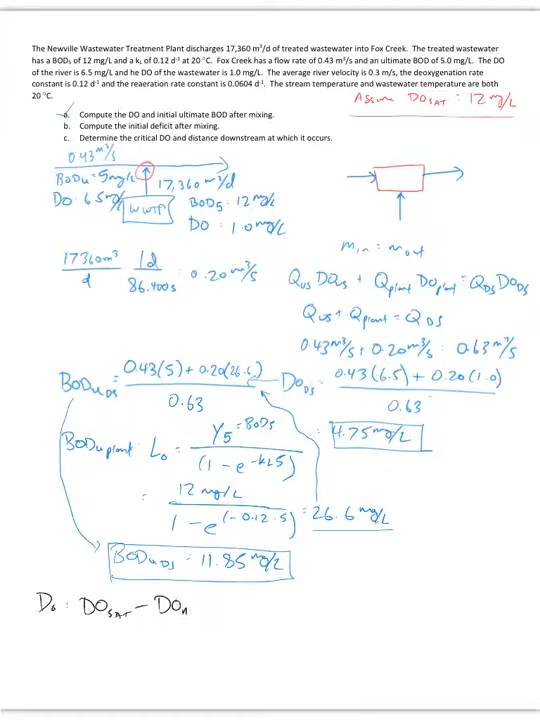 The Newville Wastewater Treatment Plant discharges 17,360 m³/d of treated wastewater into Fox Creek. The treated wastewater
has a BOD₅ of 12 mg/L and a kL of 0.12 d⁻¹ at 20 °C. Fox Creek has a flow rate of 0.43 m³/s and an ultimate BOD of 5.0 mg/L. The DO
of the river is 6.5 mg/L and he DO of the wastewater is 1.0 mg/L. The average river velocity is 0.3 m/s, the deoxygenation rate
constant is 0.12 d⁻¹ and the reaeration rate constant is 0.0604 d⁻¹. The stream temperature and wastewater temperature are both
20 °C.
Assume DOSAT = 12 mg/L
a. Compute the DO and initial ultimate BOD after mixing.
b. Compute the initial deficit after mixing.
c. Determine the critical DO and distance downstream at which it occurs.
0.43 m³/s
BODu = 5 mg/L
DO: 6.5 mg/L
17,360 m³/d
WWTP
BOD5 = 12 mg/L
DO : 1.0 mg/L
min = mout
17360 m³/d 1d/86,400s = 0.20 m³/s
QUS DOUS + Qplant DOplant = QDS DODS
QUS + Qplant = QDS
0.43 m³/s + 0.20 m³/s = 0.63 m³/s
BODuDS = 0.43(5) + 0.20(26.6) / 0.63
DODS = 0.43(6.5) + 0.20(1.0) / 0.63
= 4.75 mg/L
BODu plant = L₀ = Y5 = BOD5 / (1 - e^-kL5)
= 12 mg/L / 1 - e^(-0.12·5) = 26.6 mg/L
BODuDS = 11.85 mg/L
D₀ = DOSAT - DO